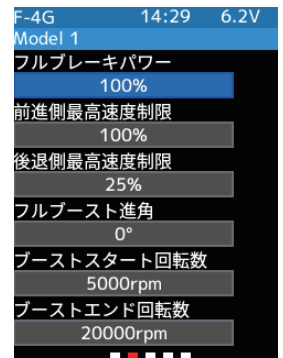 F-4G 14:29 6.2V
Model 1
フルブレーキパワー
100%
前進側最高速度制限
100%
後退側最高速度制限
25%
フルブースト進角
0°
ブーストスタート回転数
5000rpm
ブーストエンド回転数
20000rpm